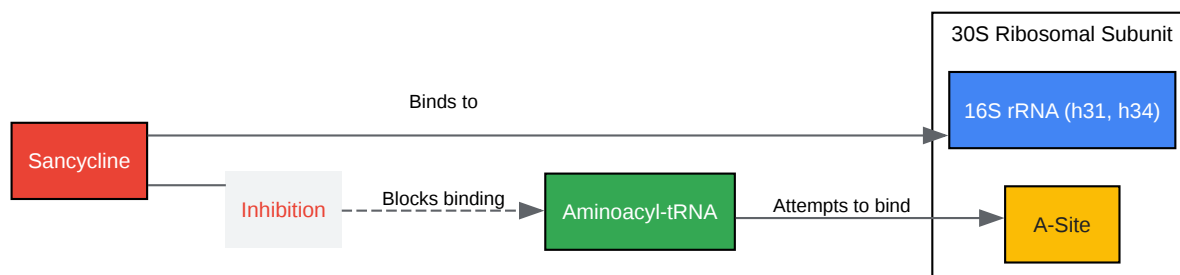 30S Ribosomal Subunit
Binds to
16S rRNA (h31, h34)
Sancycline
Inhibition
Blocks binding
Aminoacyl-tRNA
Attempts to bind
A-Site